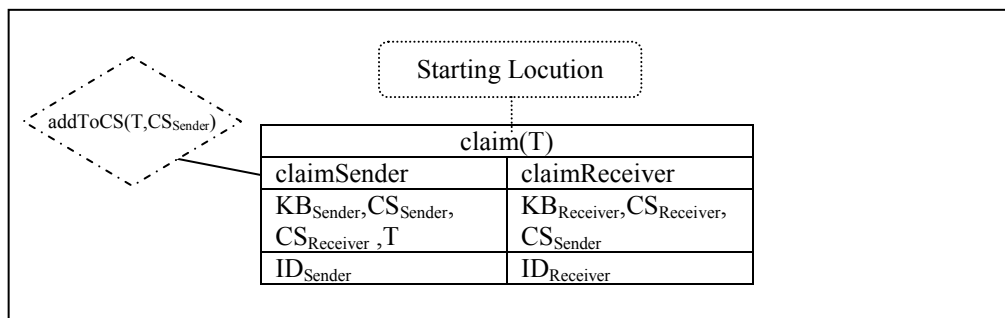 Starting Locution
addToCS(T,CSSender)
claim(T)
claimSender
claimReceiver
KBSender,CSSender,
CSReceiver ,T
KBReceiver,CSReceiver,
CSSender
IDSender
IDReceiver